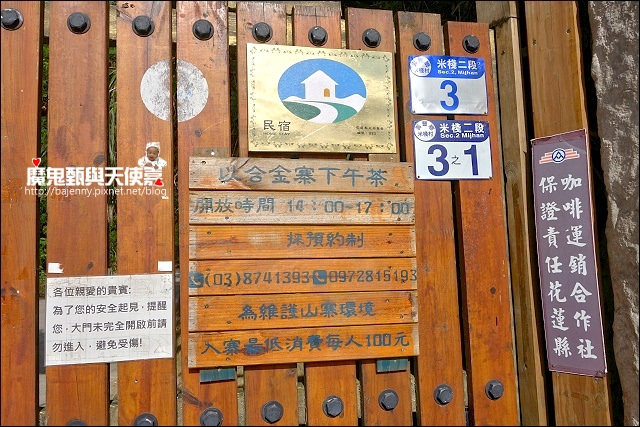 民宿
HOME STAY
米棧二段
Sec.2, Mijhan
3
米棧二段
Sec.2 Mijhan
3之1
米棧村
魔鬼甄與天使嘉
http://bajenny.pixnet.net/blog
以合金寨下午茶
開放時間 14:00-17:00
採預約制
(03)8741393 0972815193
為維護山寨環境
入寨最低消費每人100元
各位親愛的貴賓:
為了您的安全起見,提醒
您,大門未完全開啟前請
勿進入,避免受傷!
咖啡運銷合作社
保證責任花蓮縣